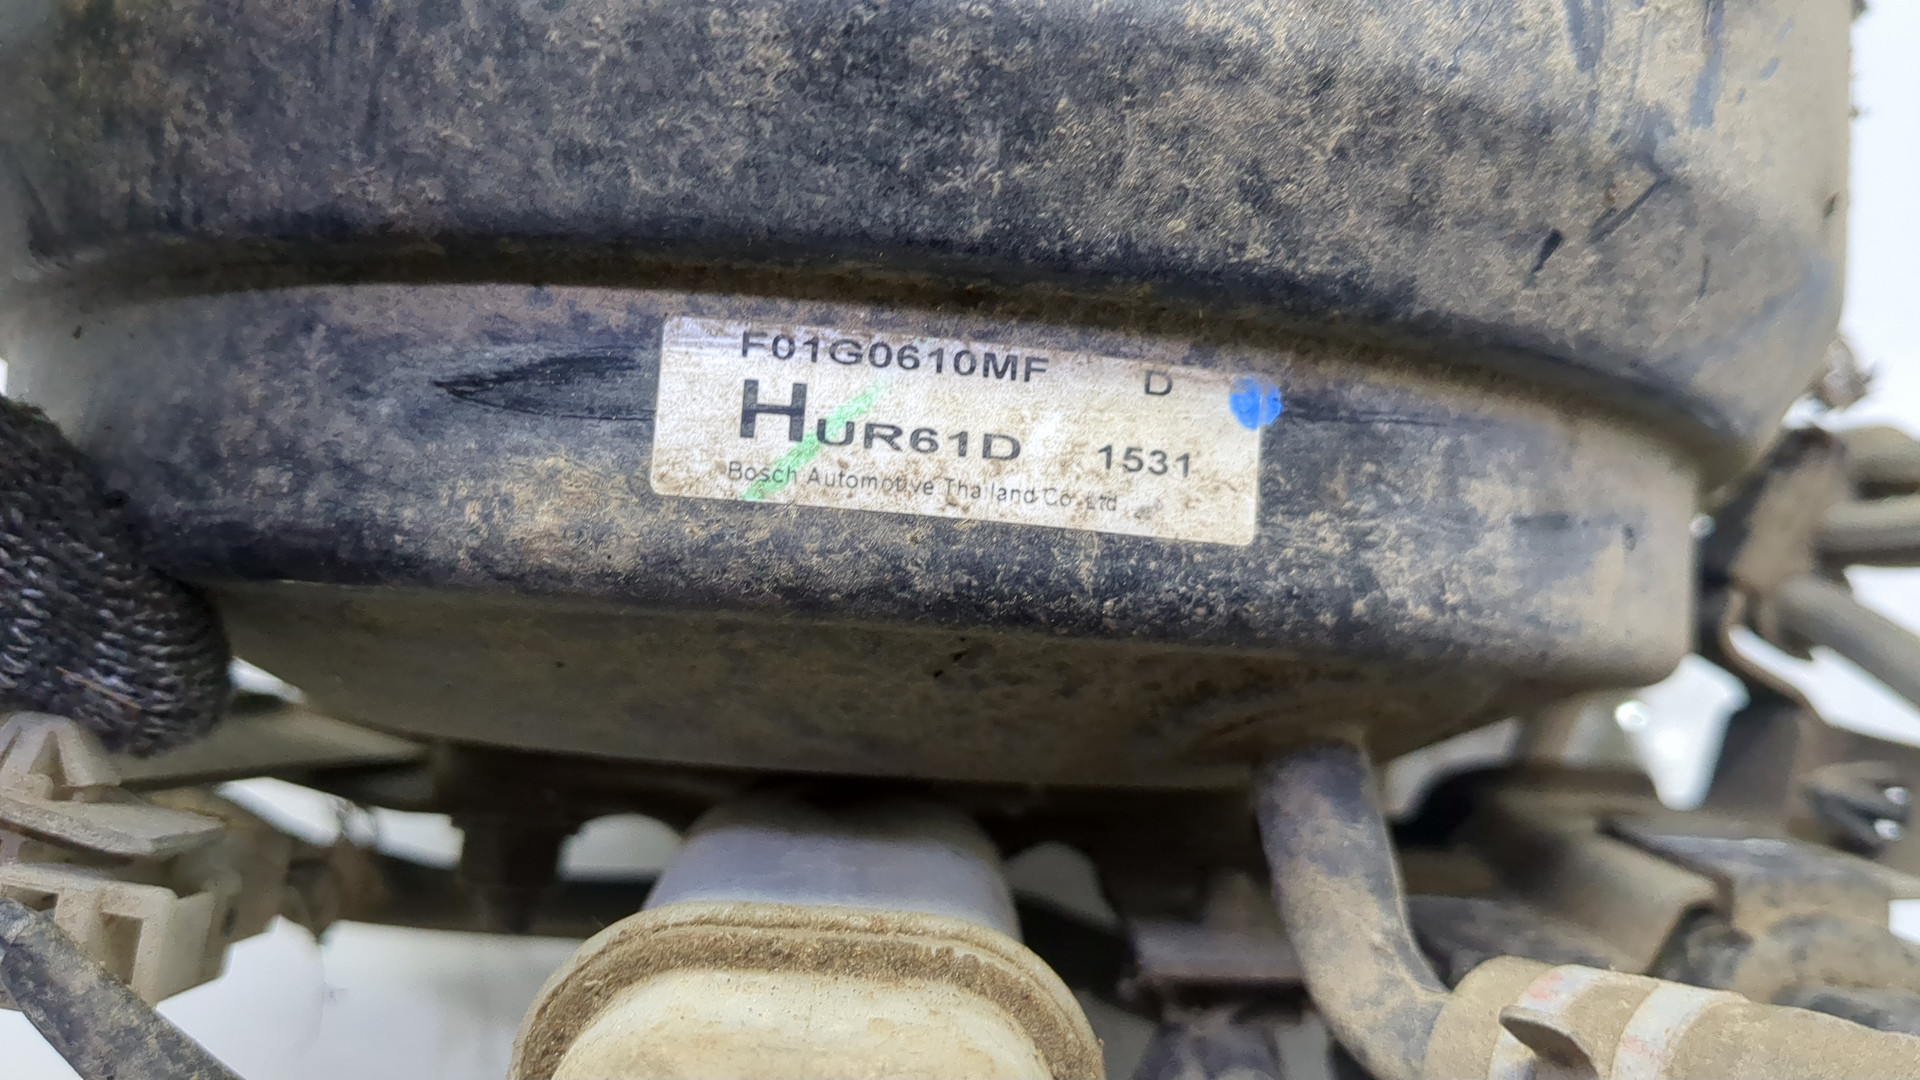 F01G0610MF D
HUR61D 1531
Bosch Automotive Thailand Co.,Ltd.